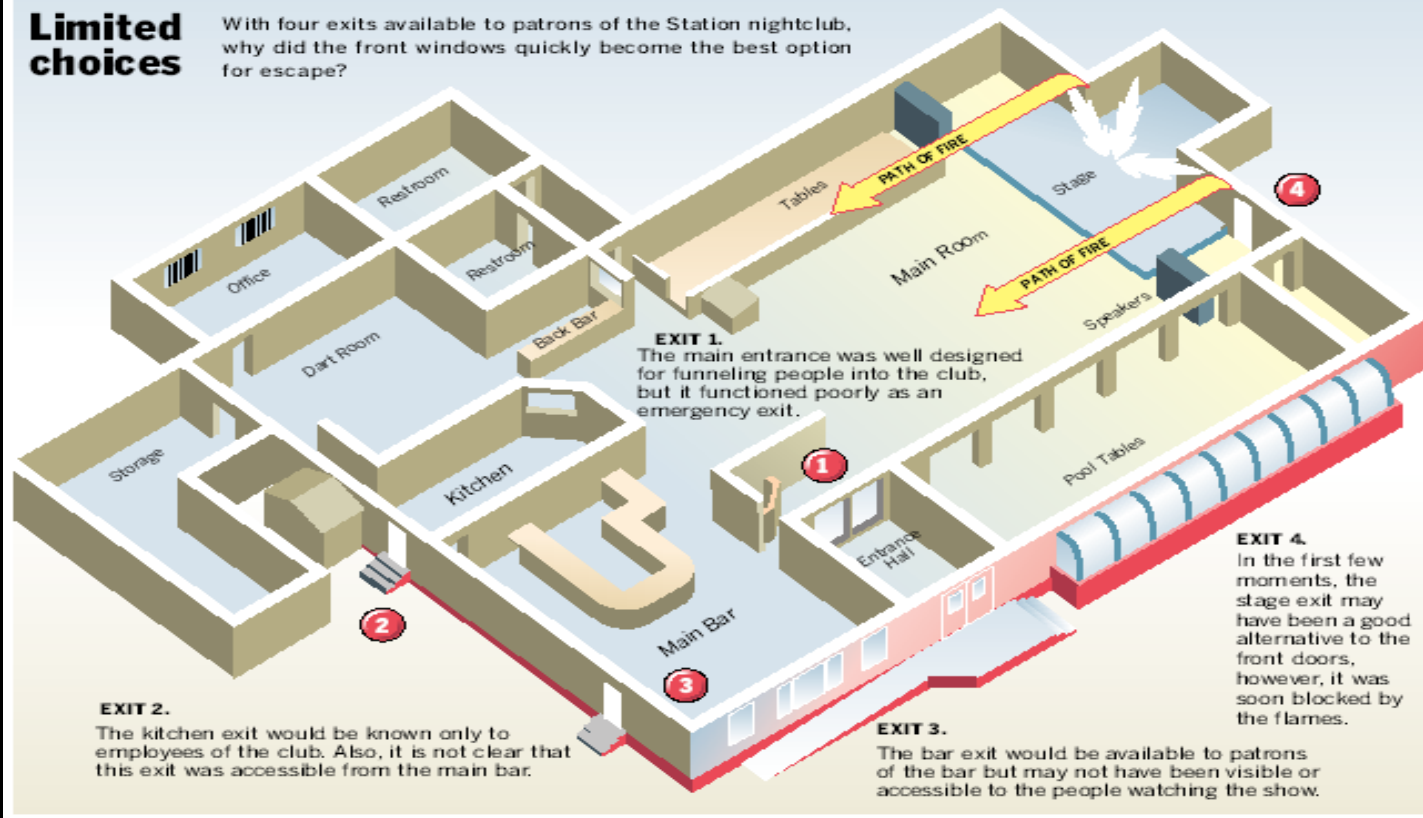 Limited
choices
With four exits available to patrons of the Station nightclub,
why did the front windows quickly become the best option
for escape?
Restroom
Restroom
Office
Dart Room
Back Bar
Tables
PATH OF FIRE
Stage
4
Main Room
PATH OF FIRE
Speakers
EXIT 1.
The main entrance was well designed
for funneling people into the club,
but it functioned poorly as an
emergency exit.
1
Pool Tables
Storage
Kitchen
Entrance
Hall
Main Bar
2
3
EXIT 4.
In the first few
moments, the
stage exit may
have been a good
alternative to the
front doors,
however, it was
soon blocked by
the flames.
EXIT 2.
The kitchen exit would be known only to
employees of the club. Also, it is not clear that
this exit was accessible from the main bar.
EXIT 3.
The bar exit would be available to patrons
of the bar but may not have been visible or
accessible to the people watching the show.